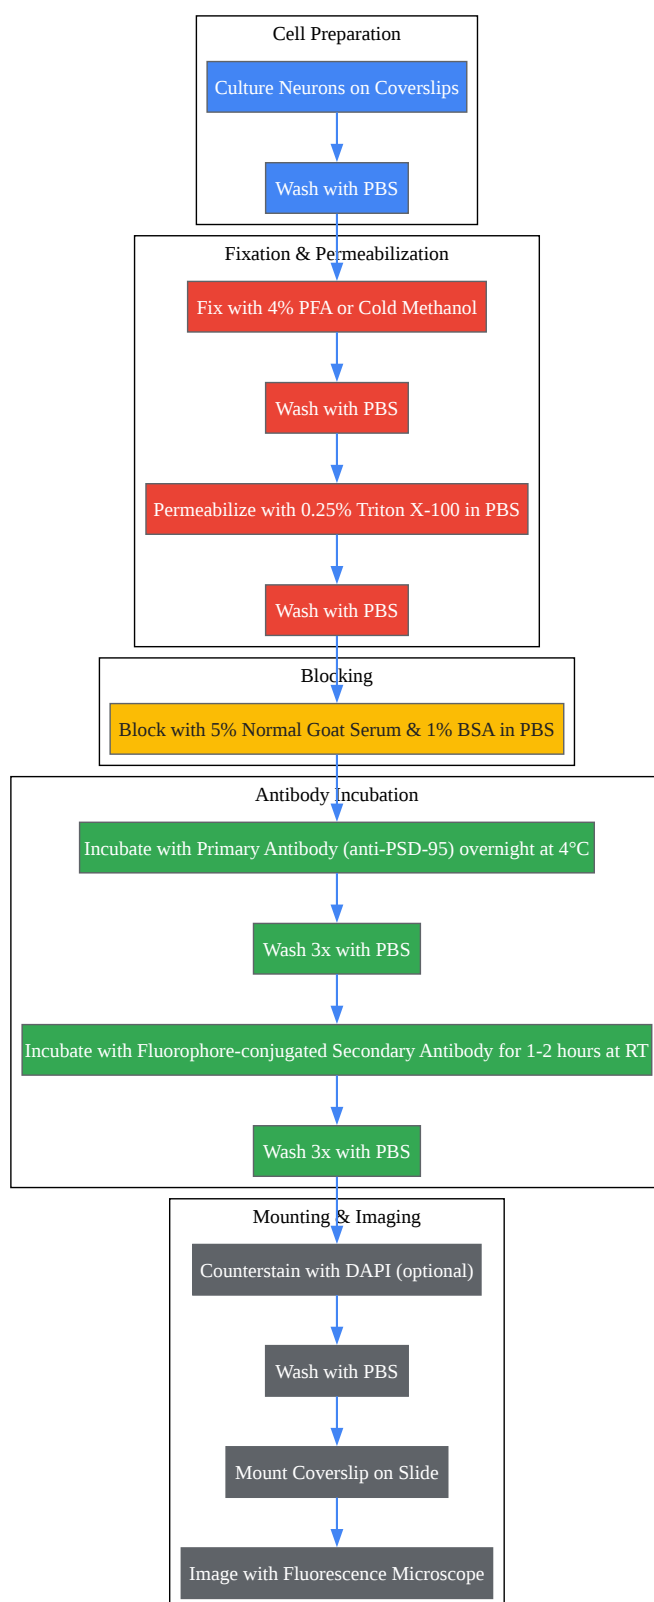 Cell Preparation
Culture Neurons on Coverslips
Wash with PBS
Fixation & Permeabilization
Fix with 4% PFA or Cold Methanol
Wash with PBS
Permeabilize with 0.25% Triton X-100 in PBS
Wash with PBS
Blocking
Block with 5% Normal Goat Serum & 1% BSA in PBS
Antibody Incubation
Incubate with Primary Antibody (anti-PSD-95) overnight at 4°C
Wash 3x with PBS
Incubate with Fluorophore-conjugated Secondary Antibody for 1-2 hours at RT
Wash 3x with PBS
Mounting & Imaging
Counterstain with DAPI (optional)
Wash with PBS
Mount Coverslip on Slide
Image with Fluorescence Microscope